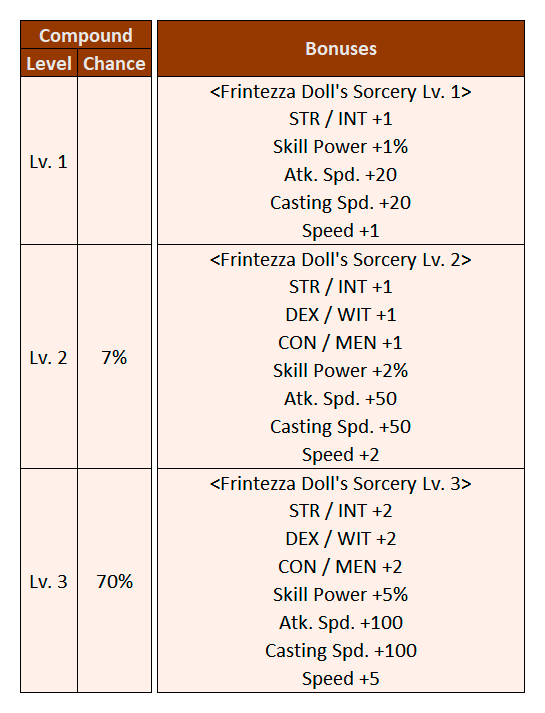 Compound
Bonuses
Level Chance
Lv. 1
<Frintezza Doll's Sorcery Lv. 1>
STR / INT +1
Skill Power +1%
Atk. Spd. +20
Casting Spd. +20
Speed +1
Lv. 2 7%
<Frintezza Doll's Sorcery Lv. 2>
STR / INT +1
DEX / WIT +1
CON / MEN +1
Skill Power +2%
Atk. Spd. +50
Casting Spd. +50
Speed +2
Lv. 3 70%
<Frintezza Doll's Sorcery Lv. 3>
STR / INT +2
DEX / WIT +2
CON / MEN +2
Skill Power +5%
Atk. Spd. +100
Casting Spd. +100
Speed +5